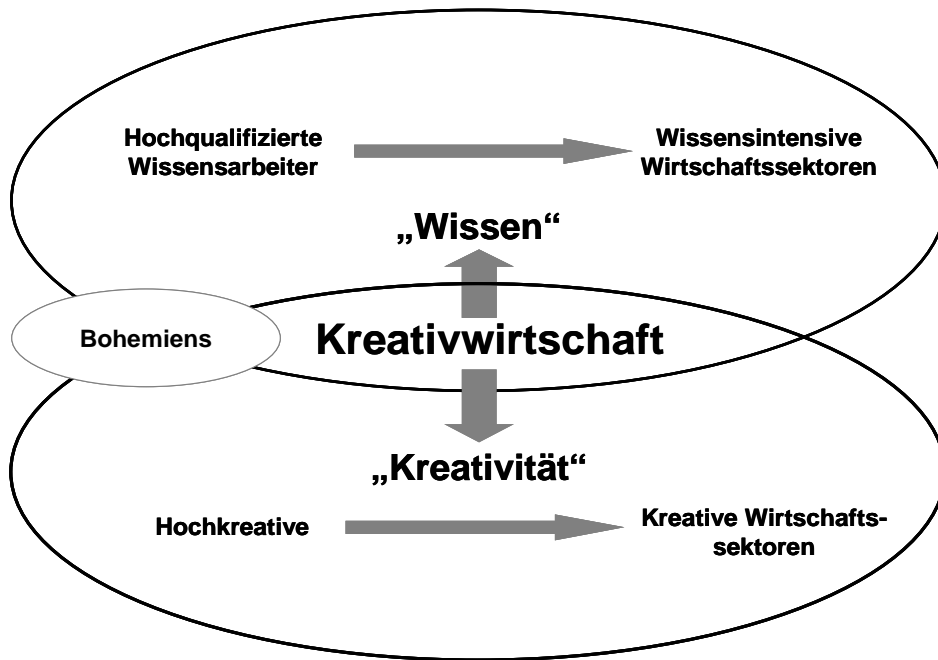 Hochqualifizierte
Wissensarbeiter
Wissensintensive
Wirtschaftssektoren
„Wissen“
Bohemiens
Kreativwirtschaft
„Kreativität“
Hochkreative
Kreative Wirtschafts-
sektoren